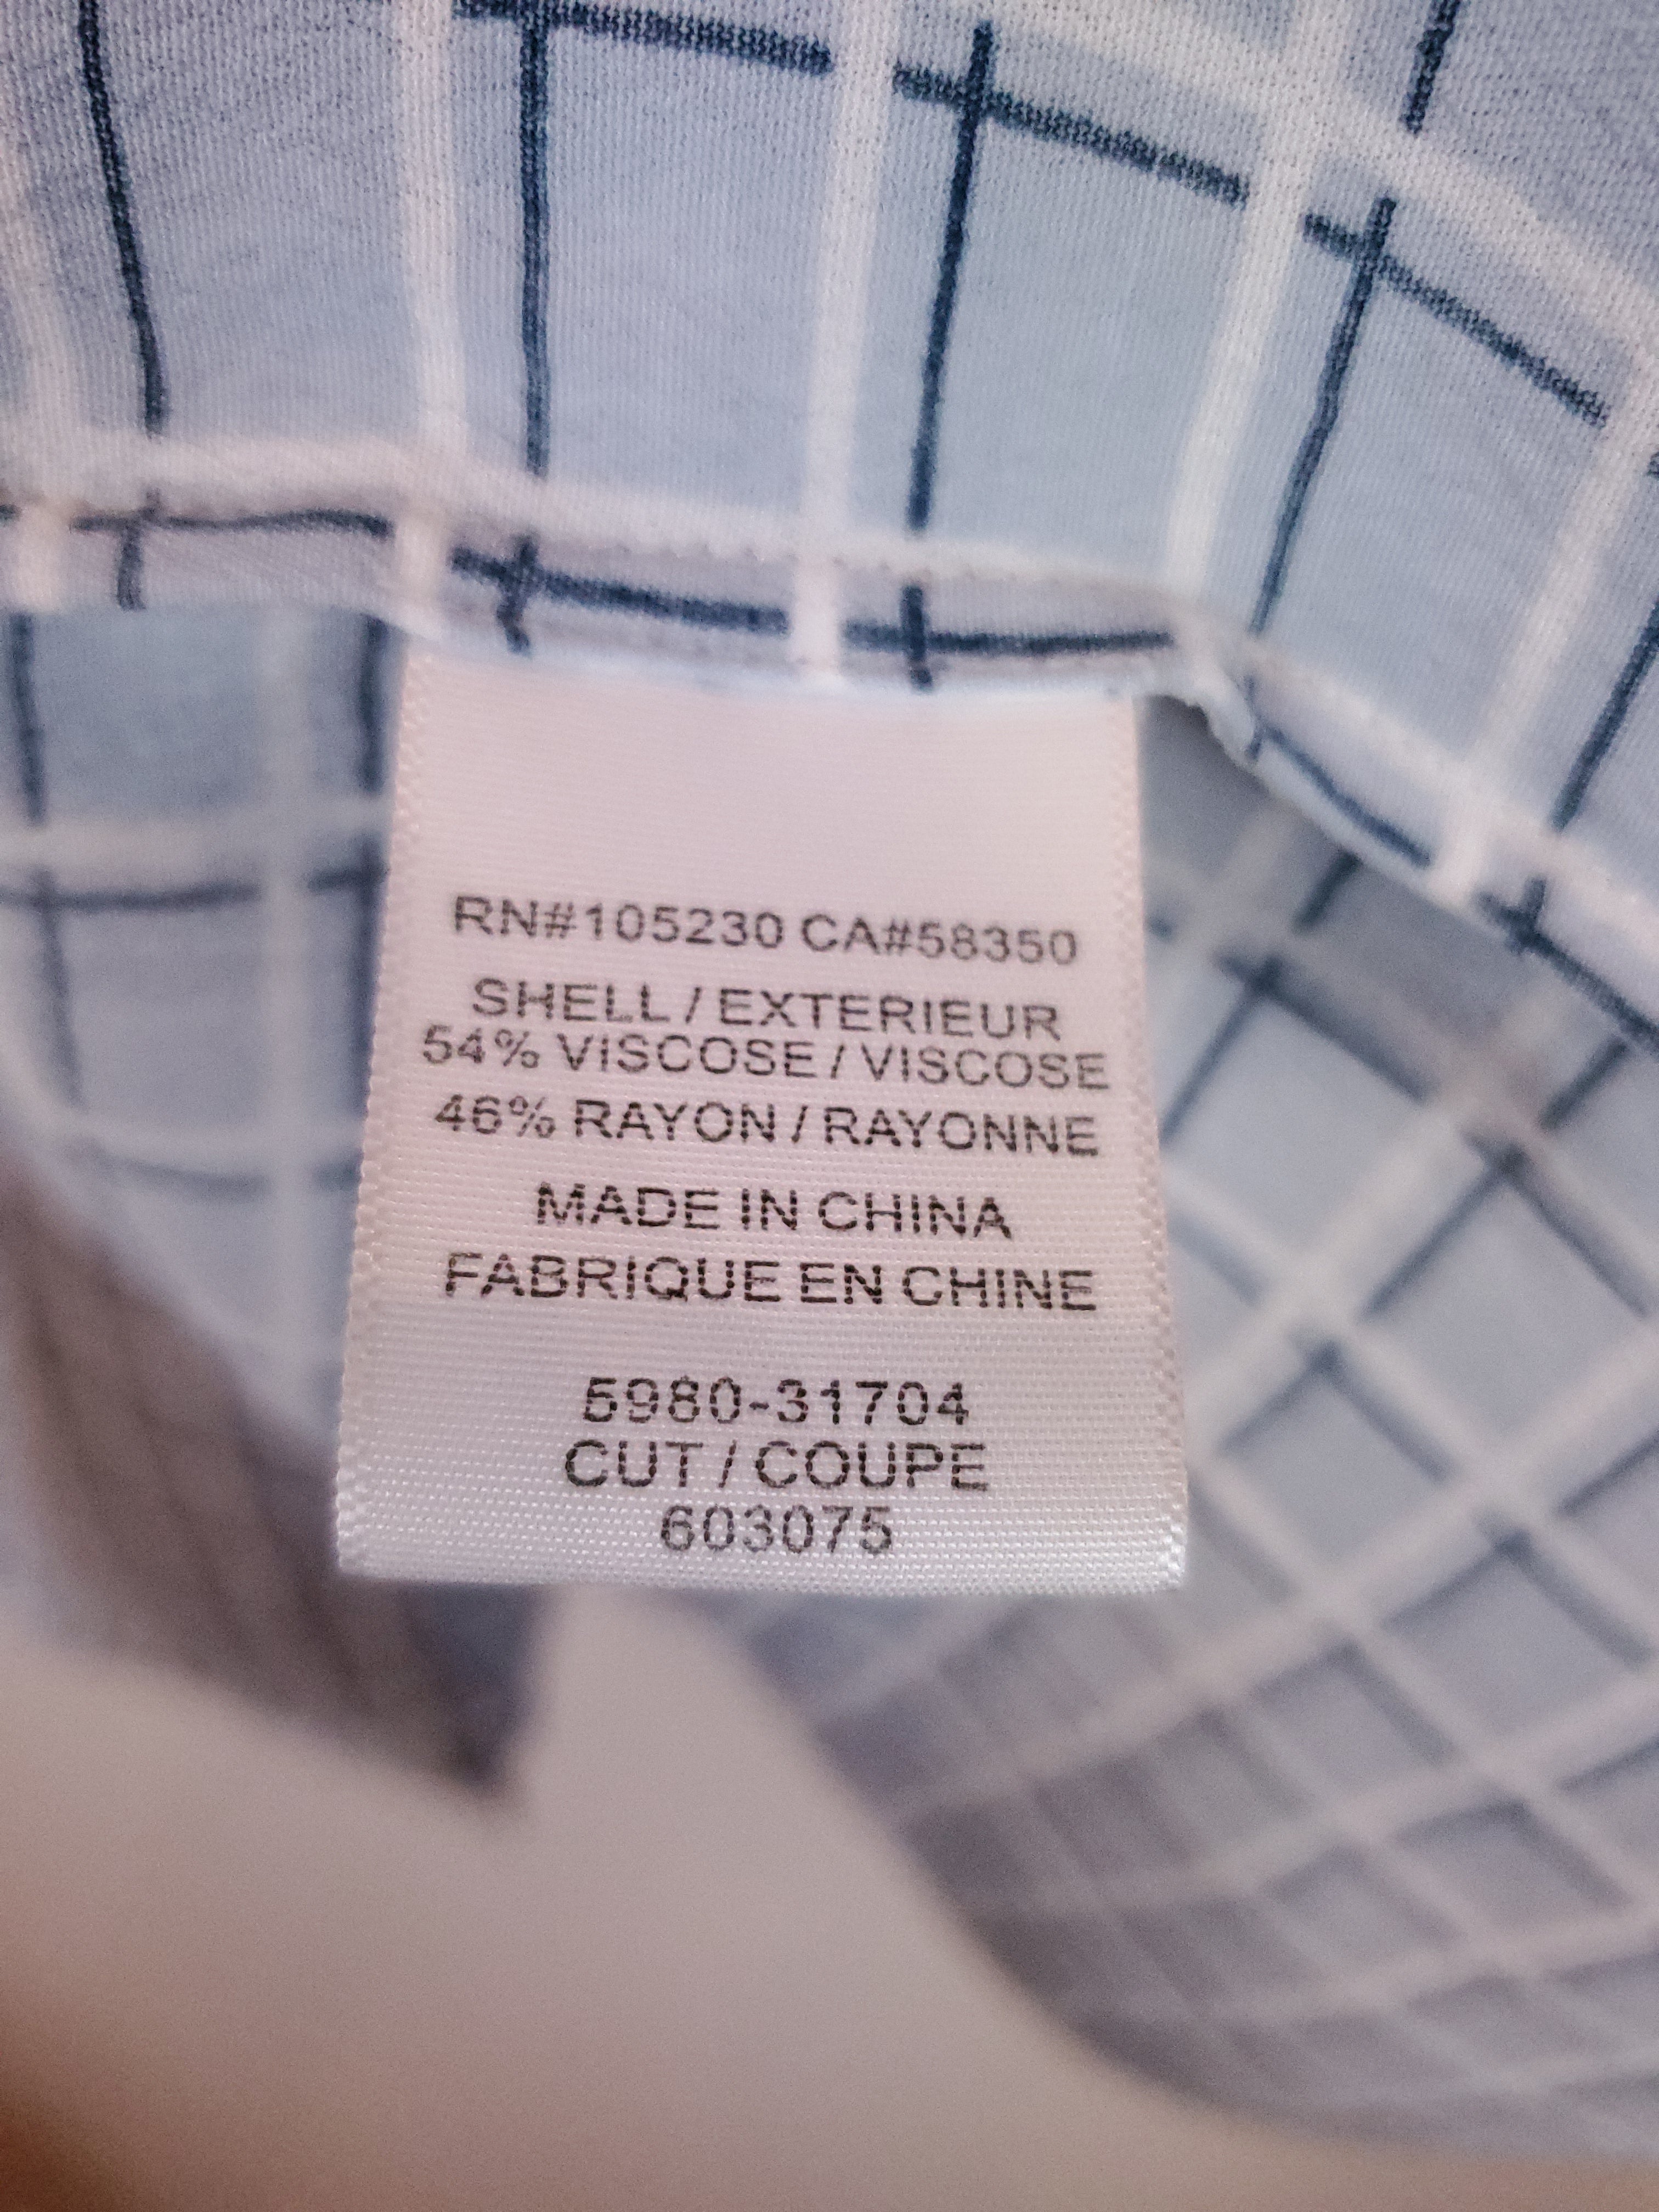 RN#105230 CA#58350
SHELL / EXTERIEUR
54% VISCOSE / VISCOSE
46% RAYON / RAYONNE
MADE IN CHINA
FABRIQUE EN CHINE
5980-31704
CUT / COUPE
603075